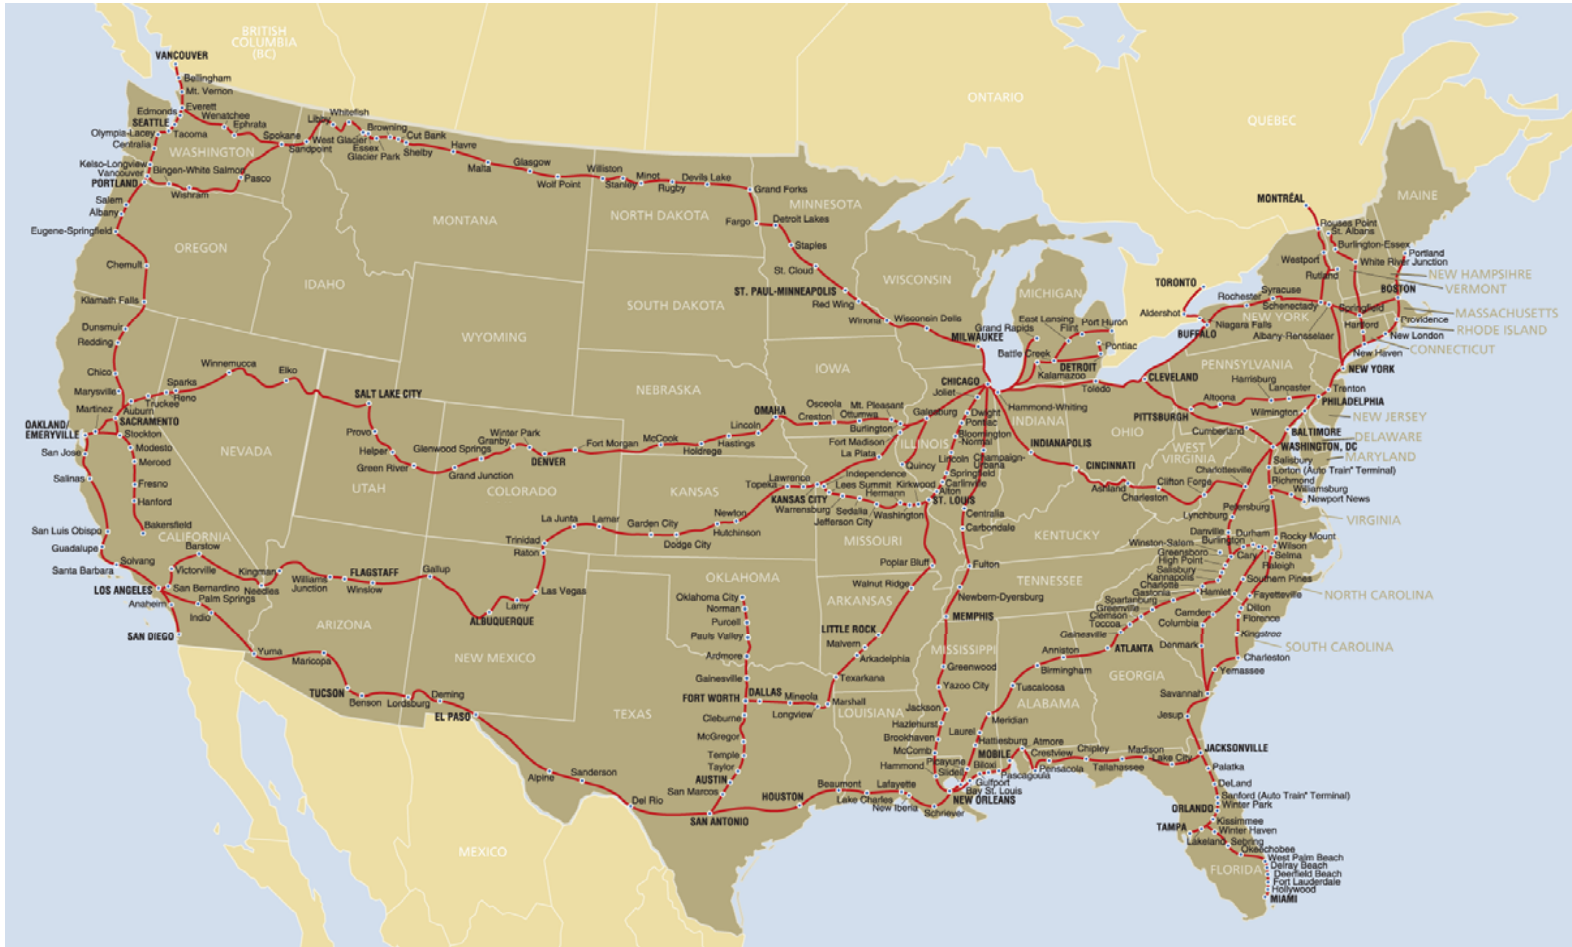 BRITISH
COLUMBIA
(BC)
VANCOUVER
Bellingham
Mt. Vernon
Everett
Edmonds
SEATTLE
Wenatchee
Ephrata
Olympia-Lacey
Tacoma
Centralia
WASHINGTON
Spokane
Sandpoint
Libby
Whitefish
West Glacier
Browning
Essex
Glacier Park
Cut Bank
Shelby
Havre
Malta
Glasgow
Wolf Point
Williston
Stanley
Minot
Rugby
Devils Lake
Grand Forks
Kelso-Longview
Vancouver
Bingen-White Salmon
PORTLAND
Wishram
Pasco
Salem
Albany
Eugene-Springfield
OREGON
Chemult
Klamath Falls
IDAHO
MONTANA
NORTH DAKOTA
SOUTH DAKOTA
WYOMING
NEBRASKA
MINNESOTA
Fargo
Detroit Lakes
Staples
St. Cloud
ST. PAUL-MINNEAPOLIS
Red Wing
Winona
WISCONSIN
Wisconsin Dells
MILWAUKEE
ONTARIO
QUEBEC
MICHIGAN
Grand Rapids
East Lansing
Flint
Port Huron
Pontiac
Battle Creek
Kalamazoo
DETROIT
Toledo
CHICAGO
Joliet
Hammond-Whiting
TORONTO
Aldershot
Niagara Falls
BUFFALO
Rochester
Syracuse
Schenectady
NEW YORK
Albany-Rensselaer
MONTRÉAL
Rouses Point
St. Albans
Burlington-Essex
Westport
White River Junction
Rutland
Portland
MAINE
NEW HAMPSIHRE
VERMONT
BOSTON
Springfield
MASSACHUSETTS
Providence
RHODE ISLAND
Hartford
New London
New Haven
CONNECTICUT
NEW YORK
Trenton
PENNSYLVANIA
Harrisburg
Lancaster
Altoona
PHILADELPHIA
CLEVELAND
PITTSBURGH
Wilmington
NEW JERSEY
Cumberland
BALTIMORE
DELAWARE
WASHINGTON, DC
MARYLAND
Dunsmuir
Redding
Chico
Marysville
Winnemucca
Elko
Sparks
Reno
Truckee
Auburn
Martinez
SACRAMENTO
OAKLAND/
EMERYVILLE
Stockton
San Jose
Modesto
Merced
Salinas
Fresno
Hanford
San Luis Obispo
Bakersfield
CALIFORNIA
Guadalupe
Solvang
Santa Barbara
Barstow
Victorville
LOS ANGELES
San Bernardino
Anaheim
Palm Springs
Indio
SAN DIEGO
NEVADA
SALT LAKE CITY
Provo
Helper
Green River
UTAH
Glenwood Springs
Grand Junction
Granby
Winter Park
DENVER
COLORADO
Fort Morgan
McCook
Holdrege
Hastings
Lincoln
OMAHA
IOWA
Creston
Osceola
Ottumwa
Mt. Pleasant
Burlington
Galesburg
Fort Madison
La Plata
ILLINOIS
Quincy
Dwight
Pontiac
Bloomington
Normal
Lincoln
Springfield
Carlinville
Alton
Champaign-
Urbana
INDIANA
INDIANAPOLIS
OHIO
CINCINNATI
WEST
VIRGINIA
Ashland
Charleston
Clifton Forge
Charlottesville
Salisbury
Lorton (Auto Train* Terminal)
Richmond
Williamsburg
Newport News
Petersburg
VIRGINIA
Lynchburg
Danville
Burlington
Durham
Rocky Mount
Wilson
Selma
Cary
Raleigh
Winston-Salem
Greensboro
High Point
Salisbury
Kannapolis
Charlotte
Gastonia
Southern Pines
Hamlet
Fayetteville
NORTH CAROLINA
Dillon
Florence
Kingstree
SOUTH CAROLINA
Spartanburg
Greenville
Clemson
Toccoa
Gainesville
Camden
Columbia
Denmark
Charleston
Yemassee
Savannah
Jesup
ATLANTA
GEORGIA
Anniston
Birmingham
Tuscaloosa
ALABAMA
Meridian
Laurel
Hattiesburg
Picayune
Slidell
KANSAS
Topeka
Lawrence
KANSAS CITY
Independence
Lees Summit
Warrensburg
Sedalia
Jefferson City
Hermann
Washington
Kirkwood
ST. LOUIS
MISSOURI
Centralia
Carbondale
KENTUCKY
Fulton
TENNESSEE
Newbern-Dyersburg
MEMPHIS
Poplar Bluff
Walnut Ridge
ARKANSAS
LITTLE ROCK
Malvern
Arkadelphia
Texarkana
MISSISSIPPI
Greenwood
Yazoo City
Jackson
Hazlehurst
Brookhaven
McComb
Hammond
LOUISIANA
NEW ORLEANS
Schriever
New Iberia
Lafayette
Lake Charles
Beaumont
HOUSTON
Bay St. Louis
Gulfport
Biloxi
Pascagoula
MOBILE
Atmore
Crestview
Pensacola
Chipley
Tallahassee
Madison
Lake City
JACKSONVILLE
Palatka
DeLand
Sanford (Auto Train* Terminal)
Winter Park
ORLANDO
Kissimmee
TAMPA
Winter Haven
Lakeland
Sebring
Okeechobee
West Palm Beach
Delray Beach
Deerfield Beach
Fort Lauderdale
Hollywood
MIAMI
FLORIDA
Newton
Hutchinson
Garden City
Dodge City
Lamar
La Junta
Trinidad
Raton
Las Vegas
Lamy
ALBUQUERQUE
NEW MEXICO
Gallup
Winslow
FLAGSTAFF
Williams
Junction
Kingman
Needles
ARIZONA
Yuma
Maricopa
TUCSON
Benson
Lordsburg
Deming
EL PASO
Alpine
Sanderson
Del Rio
SAN ANTONIO
TEXAS
OKLAHOMA
Oklahoma City
Norman
Purcell
Pauls Valley
Ardmore
Gainesville
FORT WORTH
DALLAS
Mineola
Longview
Marshall
Cleburne
McGregor
Temple
Taylor
AUSTIN
San Marcos
MEXICO